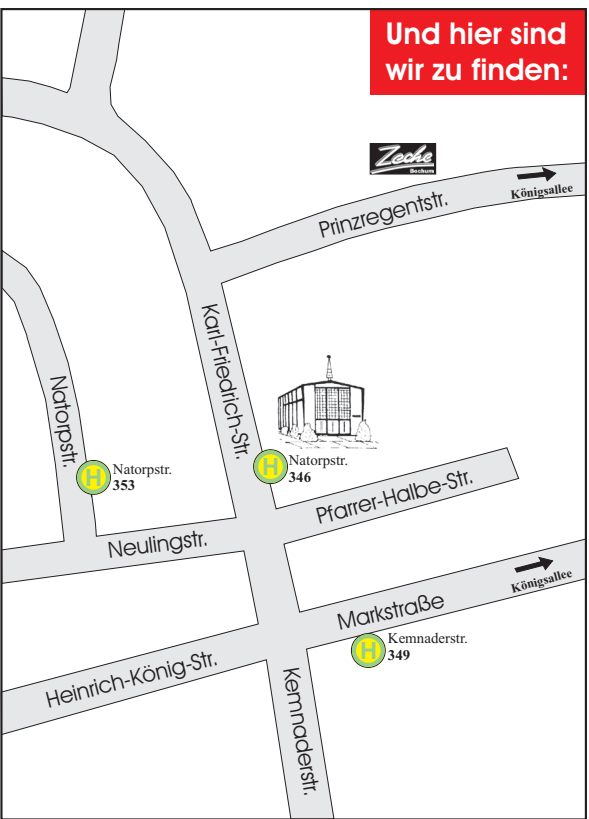 Und hier sind
wir zu finden:
Zeche
Bochum
Königsallee
Prinzregentstr.
Karl-Friedrich-Str.
Natorpstr.
H
Natorpstr.
353
H
Natorpstr.
346
Pfarrer-Halbe-Str.
Neulingstr.
Königsallee
Markstraße
H
Kemnaderstr.
349
Heinrich-König-Str.
Kemnaderstr.